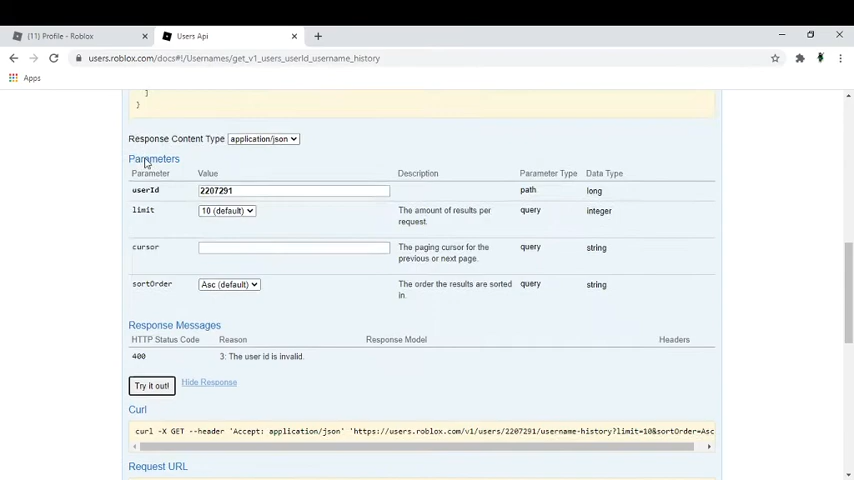 (11) Profile - Roblox
Users Api
users.roblox.com/docs#!/Usernames/get_v1_users_userId_username_history
Apps
]
}
Response Content Type application/json
Parameters
Parameter Value Description Parameter Type Data Type
userId 2207291 path long
limit 10 (default) The amount of results per request. query integer
cursor The paging cursor for the previous or next page. query string
sortOrder Asc (default) The order the results are sorted in. query string
Response Messages
HTTP Status Code Reason Response Model Headers
400 3: The user id is invalid.
Try it out! Hide Response
Curl
curl -X GET --header 'Accept: application/json' 'https://users.roblox.com/v1/users/2207291/username-history?limit=10&sortOrder=Asc
Request URL